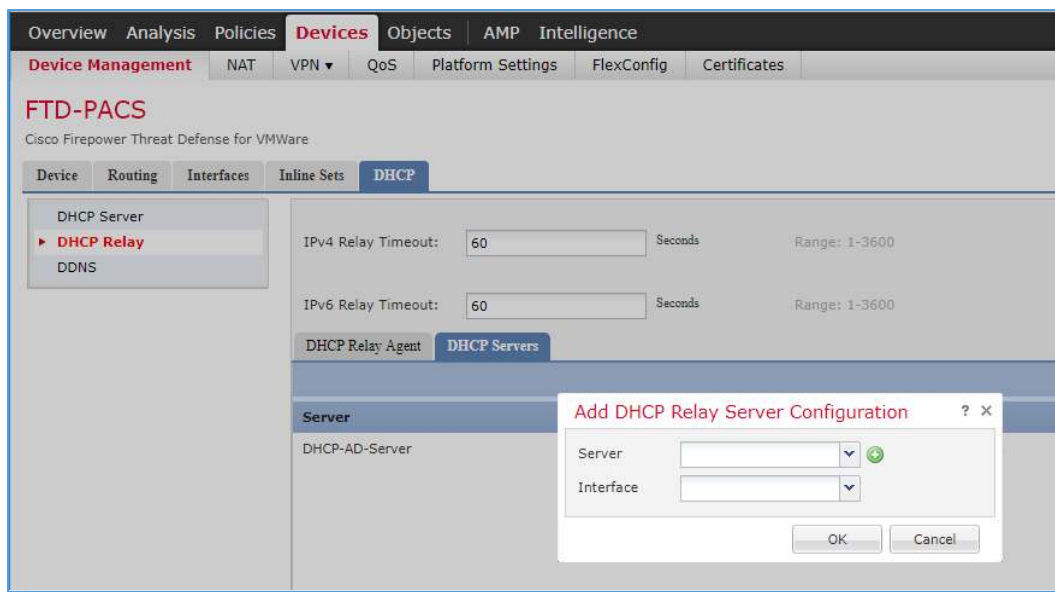 Overview Analysis Policies Devices Objects AMP Intelligence
Device Management NAT VPN QoS Platform Settings FlexConfig Certificates
FTD-PACS
Cisco Firepower Threat Defense for VMWare
Device Routing Interfaces Inline Sets DHCP
DHCP Server
DHCP Relay
DDNS
IPv4 Relay Timeout: 60 Seconds Range: 1-3600
IPv6 Relay Timeout: 60 Seconds Range: 1-3600
DHCP Relay Agent DHCP Servers
Server
DHCP-AD-Server
Add DHCP Relay Server Configuration ? ×
Server
Interface
OK Cancel